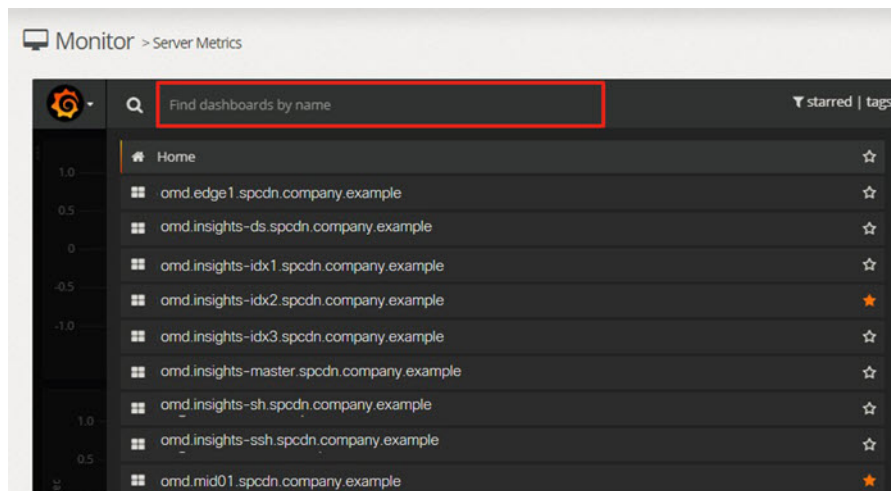 Monitor > Server Metrics
Find dashboards by name
starred | tags
Home
omd.edge1.spcdn.company.example
omd.insights-ds.spcdn.company.example
omd.insights-idx1.spcdn.company.example
omd.insights-idx2.spcdn.company.example
omd.insights-idx3.spcdn.company.example
omd.insights-master.spcdn.company.example
omd.insights-sh.spcdn.company.example
omd.insights-ssh.spcdn.company.example
omd.mid01.spcdn.company.example
1.0
0.5
0
-0.5
-1.0
1.0
0.5